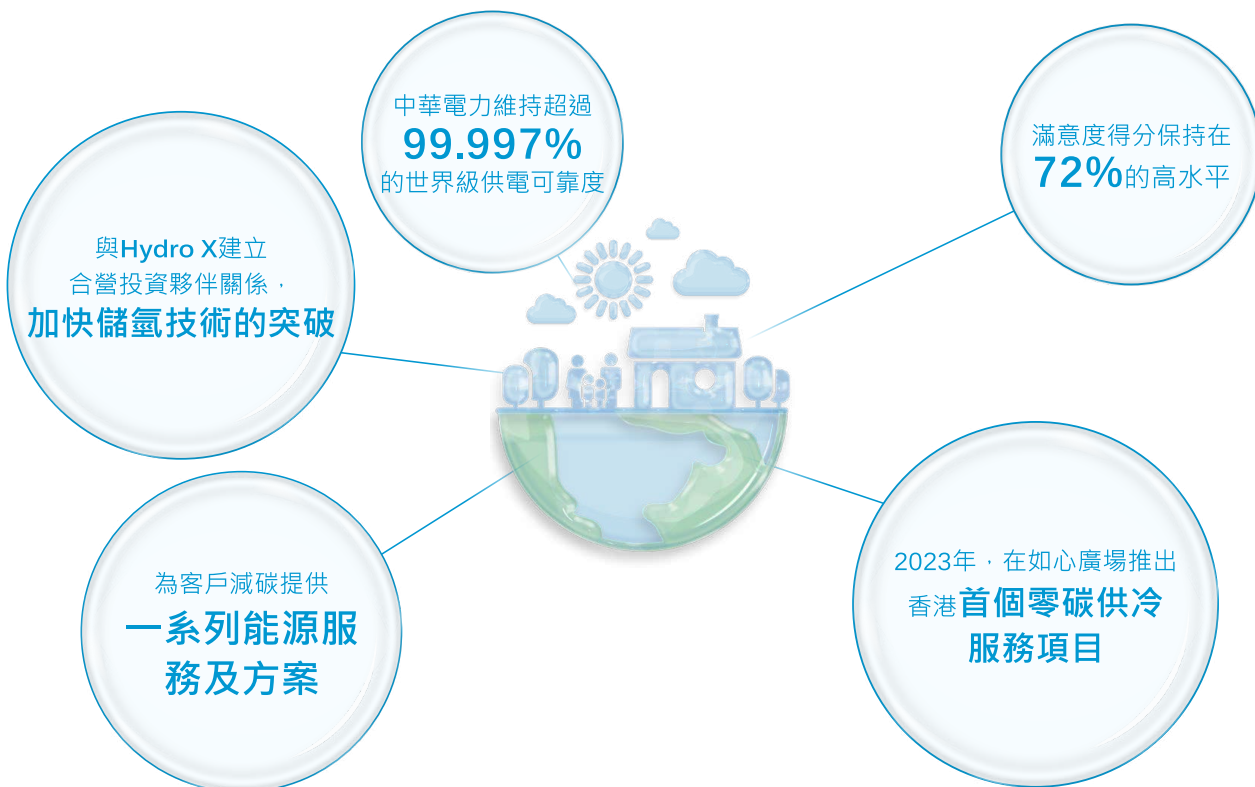 中華電力維持超過
99.997%
的世界級供電可靠度
滿意度得分保持在
72%的高水平
與Hydro X建立
合營投資夥伴關係，
加快儲氫技術的突破
為客戶減碳提供
一系列能源服
務及方案
2023年，在如心廣場推出
香港首個零碳供冷
服務項目